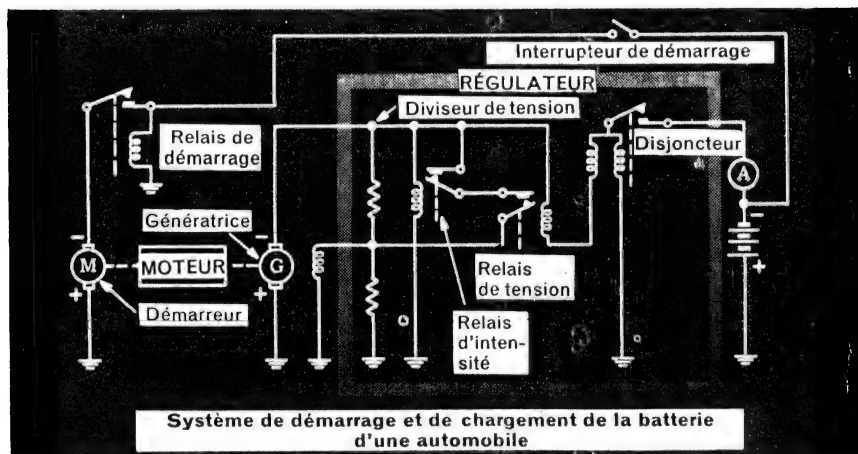 Interrupteur de démarrage
RÉGULATEUR
Diviseur de tension
Relais de
démarrage
Disjoncteur
A
Génératrice
-
-
-
M
MOTEUR
G
+
+
+
Démarreur
Relais
de tension
Relais
d'inten-
sité
Système de démarrage et de chargement de la batterie
d'une automobile